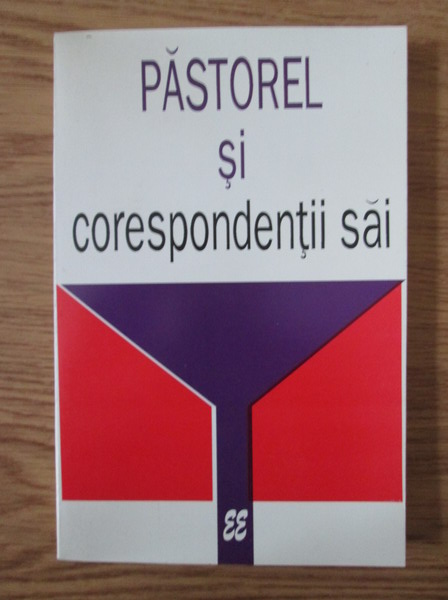 PĂSTOREL
şi
corespondenţii săi
EE